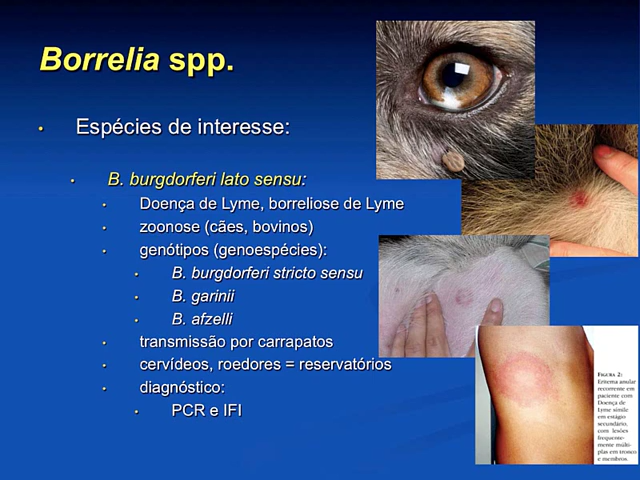 Borrelia spp.
• Espécies de interesse:
• B. burgdorferi lato sensu:
• Doença de Lyme, borreliose de Lyme
• zoonose (cães, bovinos)
• genótipos (genoespécies):
• B. burgdorferi stricto sensu
• B. garinii
• B. afzelli
• transmissão por carrapatos
• cervídeos, roedores = reservatórios
• diagnóstico:
• PCR e IFI
FIGURA 2:
Eritema anular
recorrente em
paciente com
Doença de
Lyme símile
em estágio
secundário,
com lesões
frequente-
mente múlti-
plas em tronco
e membros.